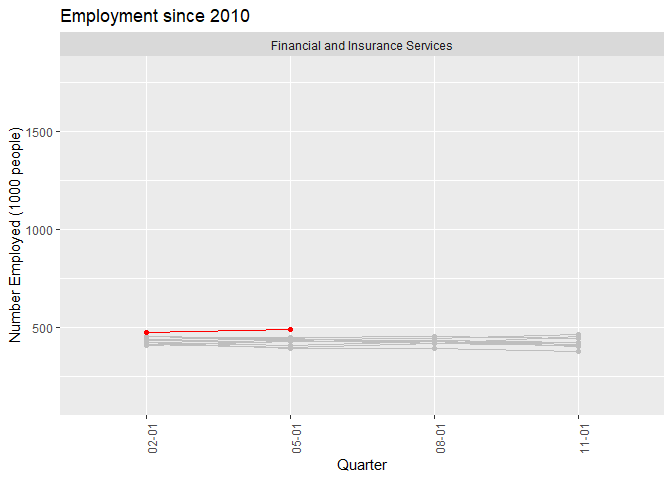 Employment since 2010
Financial and Insurance Services
Number Employed (1000 people)
1500
1000
500
02-01
05-01
08-01
11-01
Quarter